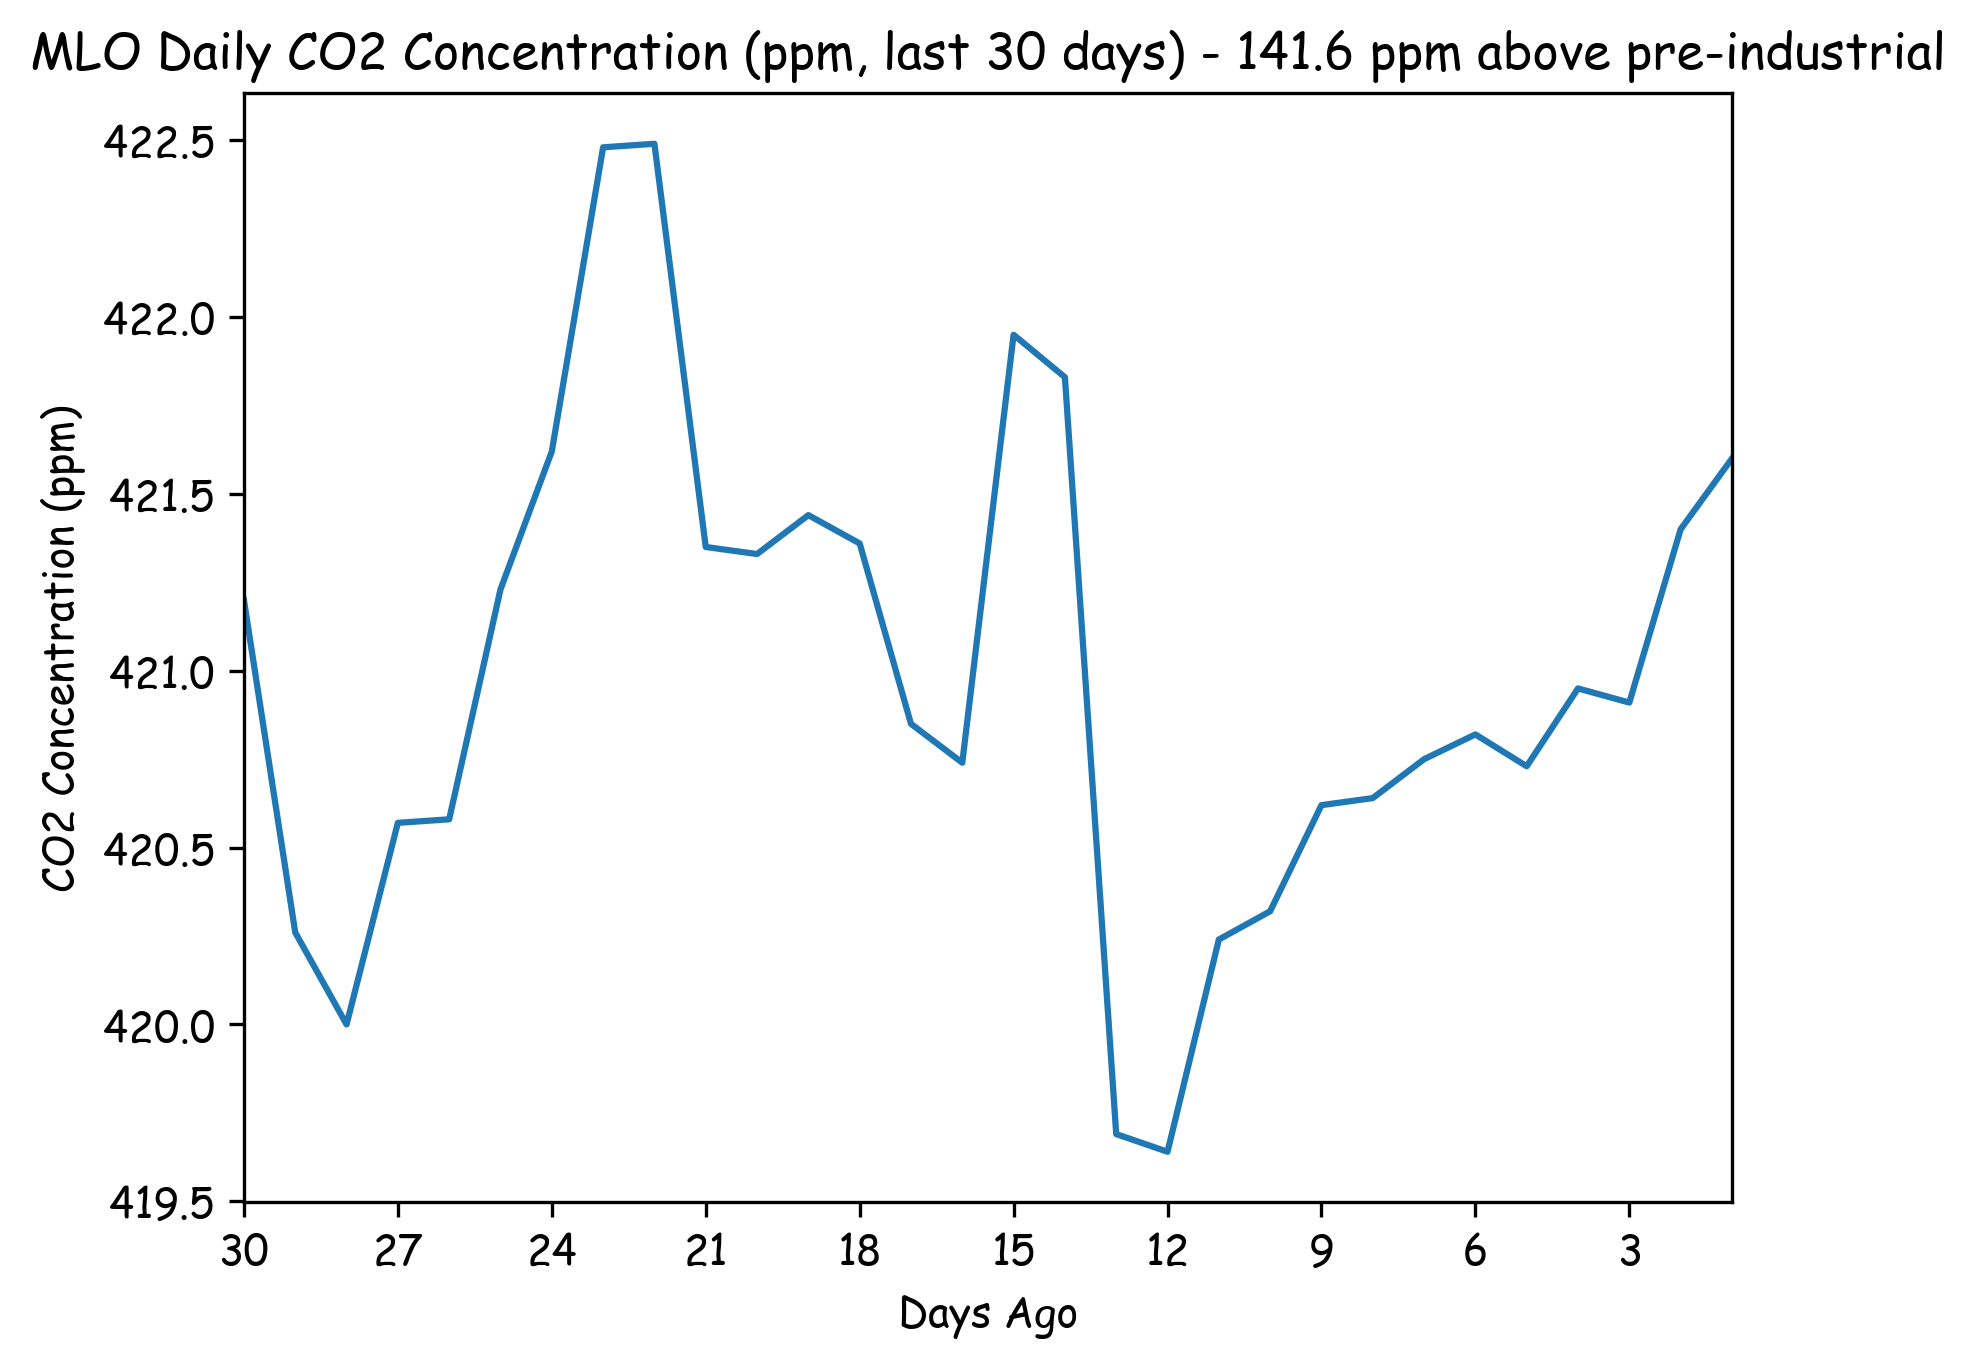 MLO Daily CO2 Concentration (ppm, last 30 days) - 141.6 ppm above pre-industrial
CO2 Concentration (ppm)
422.5
422.0
421.5
421.0
420.5
420.0
419.5
30 27 24 21 18 15 12 9 6 3
Days Ago